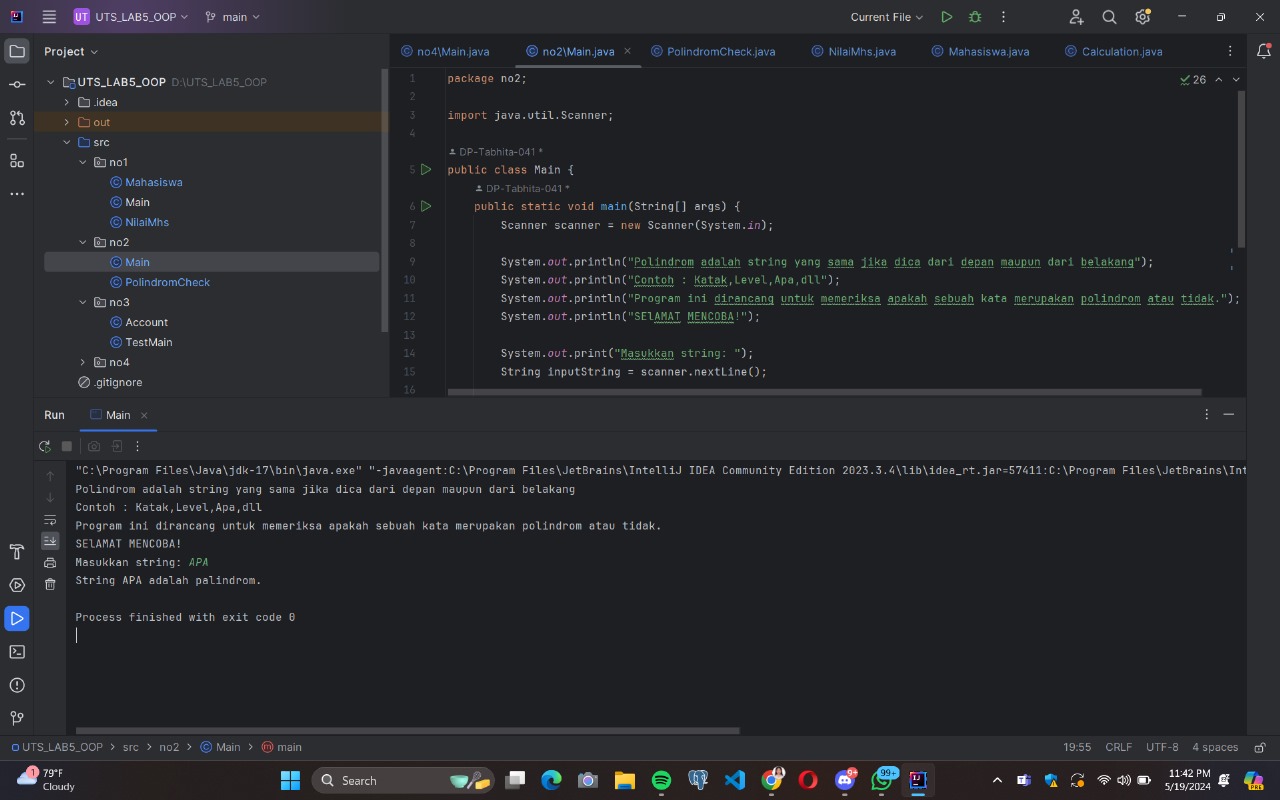 UT UTS_LAB5_OOP main Current File
Project
no4\Main.java no2\Main.java PolindromCheck.java NilaiMhs.java Mahasiswa.java Calculation.java
UTS_LAB5_OOP D:\UTS_LAB5_OOP
.idea
out
src
no1
Mahasiswa
Main
NilaiMhs
no2
Main
PolindromCheck
no3
Account
TestMain
no4
.gitignore
26
1 package no2;
2
3 import java.util.Scanner;
4
DP-Tabhita-041 *
5 public class Main {
DP-Tabhita-041 *
6 public static void main(String[] args) {
7 Scanner scanner = new Scanner(System.in);
8
9 System.out.println("Polindrom adalah string yang sama jika dica dari depan maupun dari belakang");
10 System.out.println("Contoh : Katak,Level,Apa,dll");
11 System.out.println("Program ini dirancang untuk memeriksa apakah sebuah kata merupakan polindrom atau tidak.");
12 System.out.println("SElAMAT MENCOBA!");
13
14 System.out.print("Masukkan string: ");
15 String inputString = scanner.nextLine();
16
Run Main
"C:\Program Files\Java\jdk-17\bin\java.exe" "-javaagent:C:\Program Files\JetBrains\IntelliJ IDEA Community Edition 2023.3.4\lib\idea_rt.jar=57411:C:\Program Files\JetBrains\Int
Polindrom adalah string yang sama jika dica dari depan maupun dari belakang
Contoh : Katak,Level,Apa,dll
Program ini dirancang untuk memeriksa apakah sebuah kata merupakan polindrom atau tidak.
SElAMAT MENCOBA!
Masukkan string: APA
String APA adalah palindrom.
Process finished with exit code 0
UTS_LAB5_OOP > src > no2 > Main > main 19:55 CRLF UTF-8 4 spaces
1 79°F
Cloudy
Search
9+
99+
11:42 PM
5/19/2024
PRE